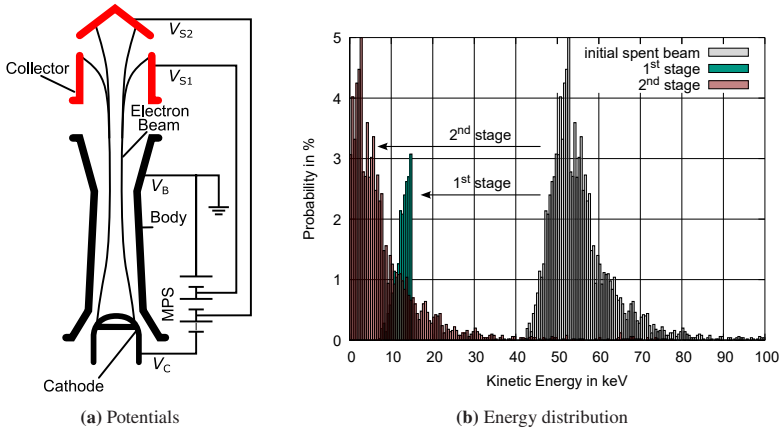 V_S2
V_S1
Collector
Electron
Beam
V_B
Body
MPS
V_C
Cathode
(a) Potentials
5
4
3
2
1
0
Probability in %
initial spent beam
1st stage
2nd stage
2nd stage
1st stage
0 10 20 30 40 50 60 70 80 90 100
Kinetic Energy in keV
(b) Energy distribution